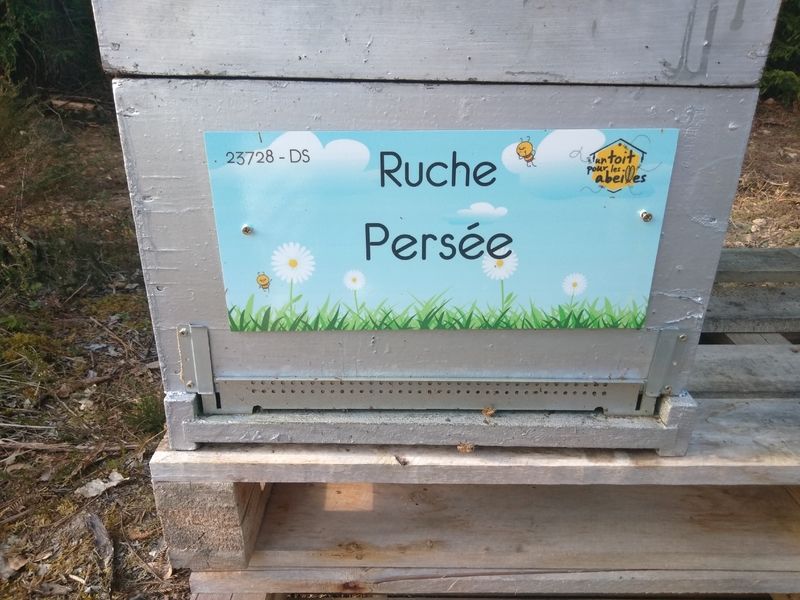 23728 - DS
Ruche
Persée
un toit
pour les
abeilles